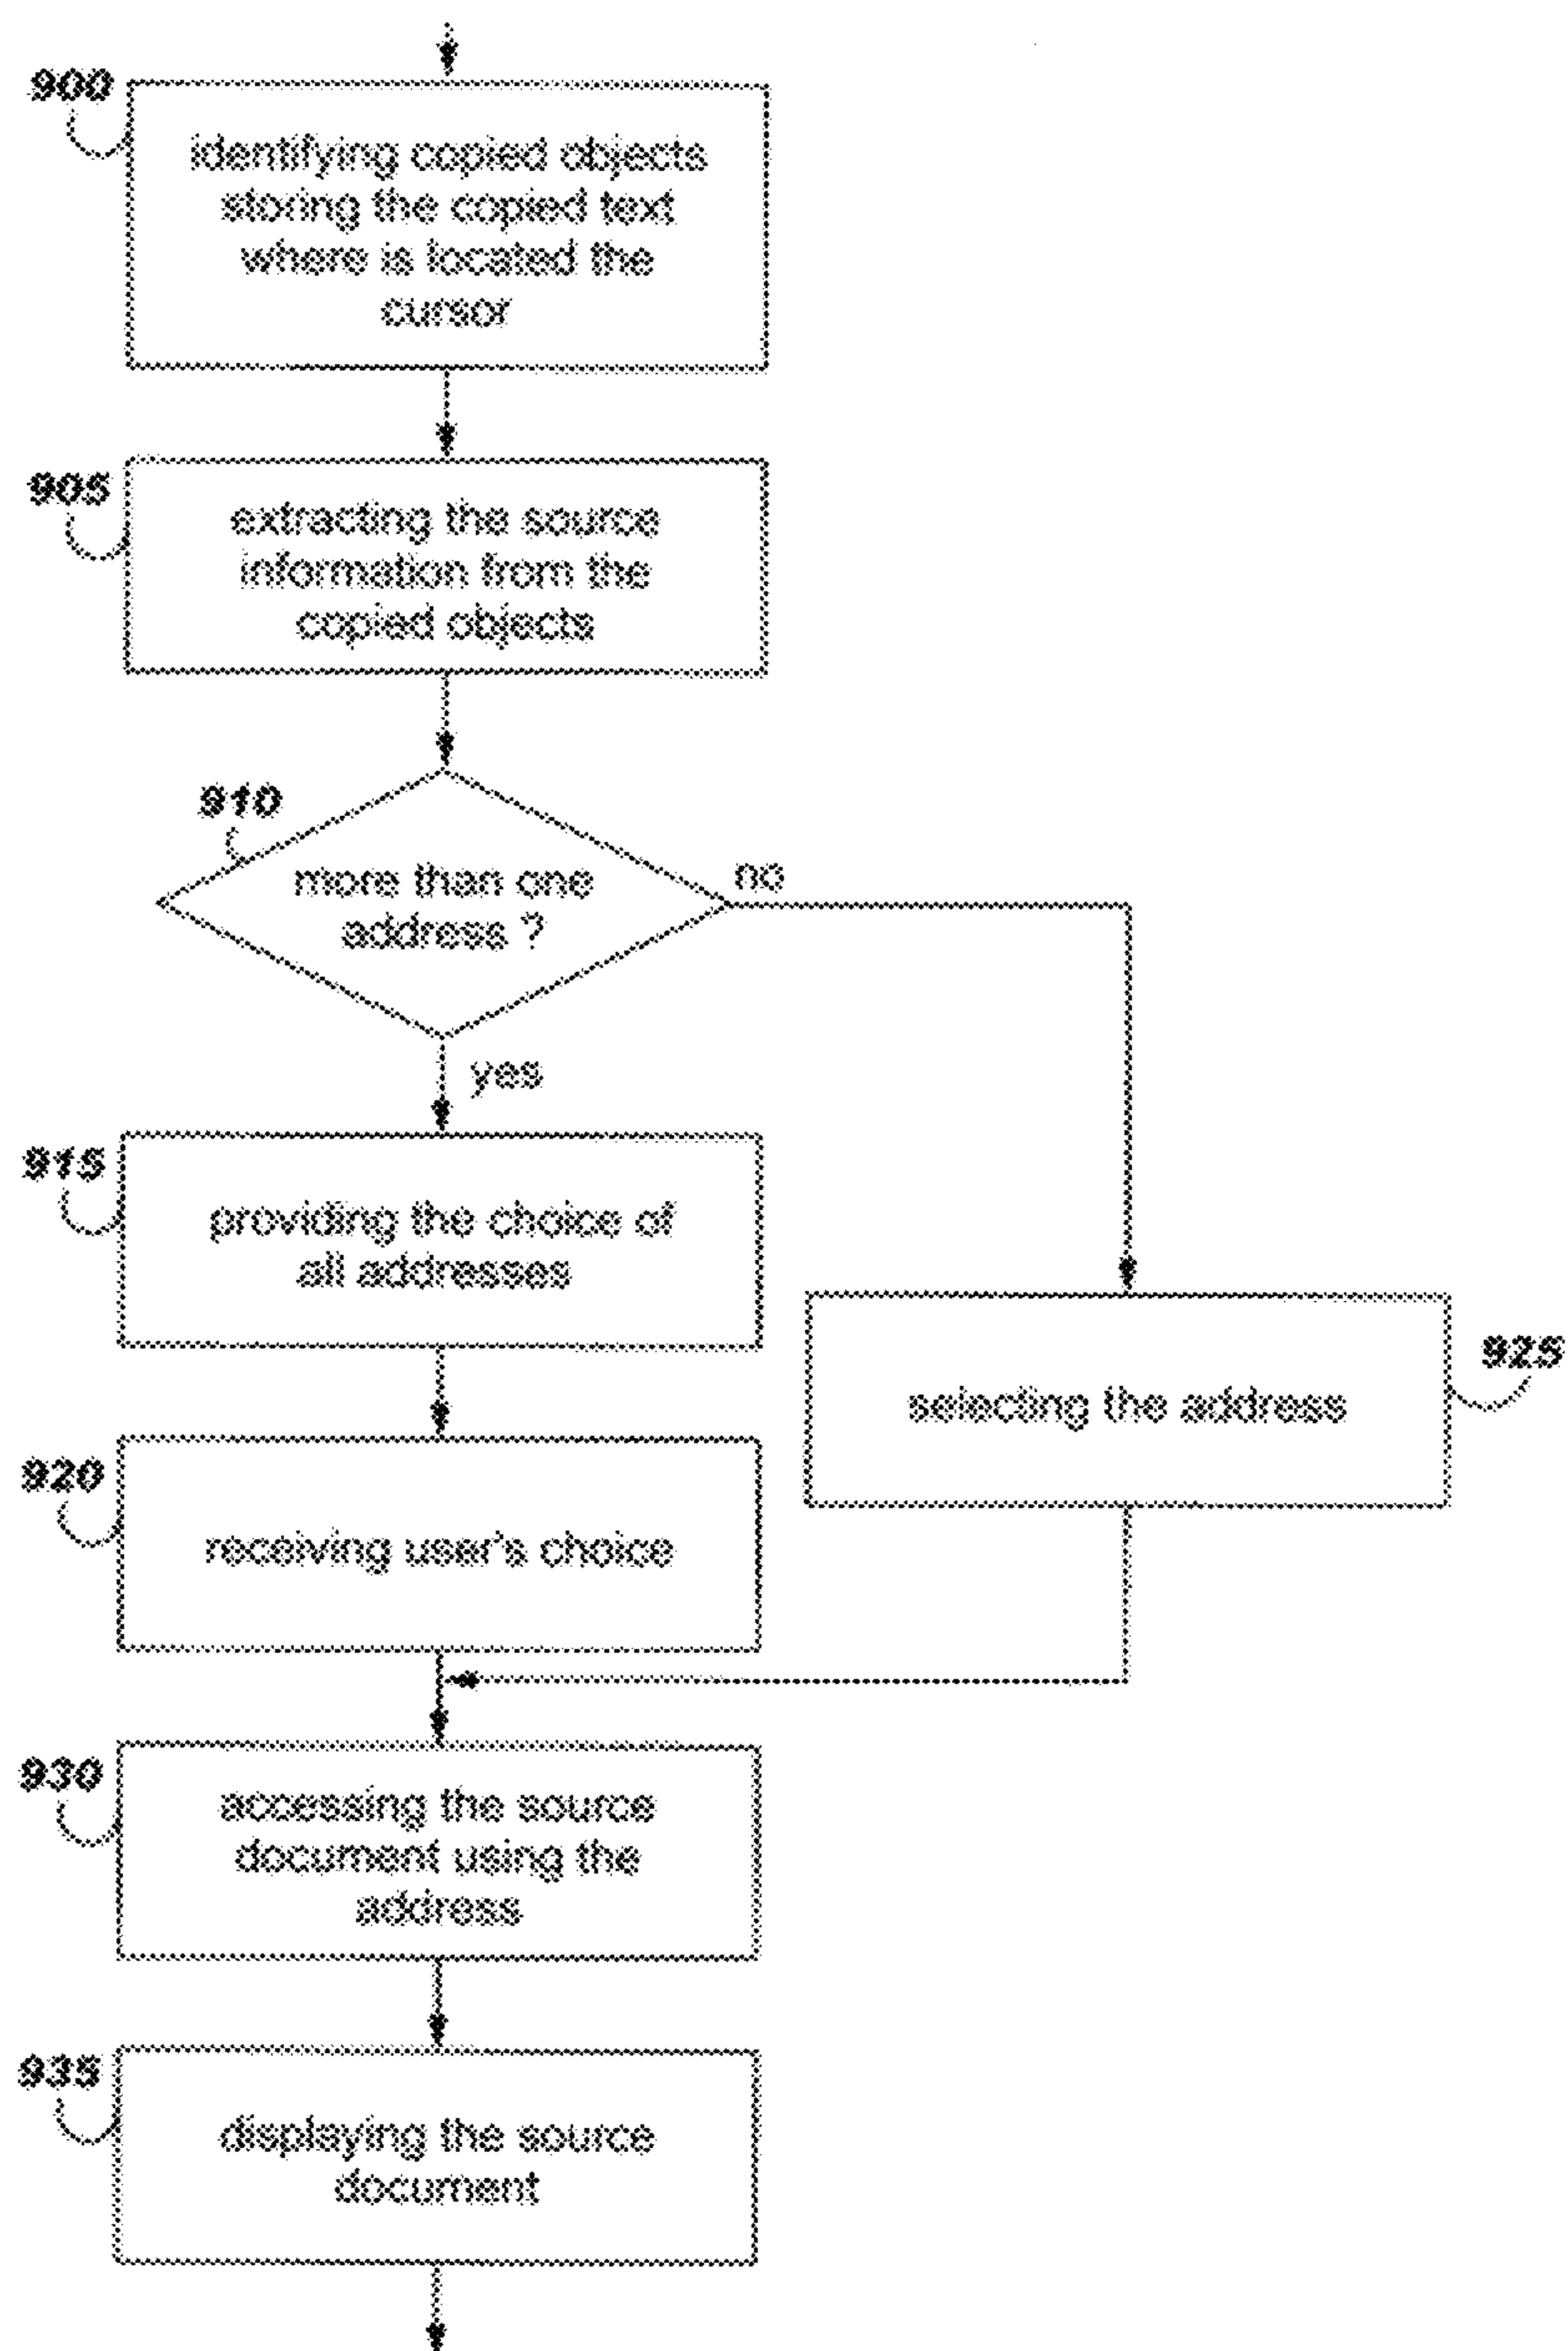 900
identifying copied objects
storing the copied text
where is located the
cursor
905
extracting the source
information from the
copied objects
910
more than one
address ?
no
yes
915
providing the choice of
all addresses
925
selecting the address
920
receiving user's choice
930
accessing the source
document using the
address
935
displaying the source
document